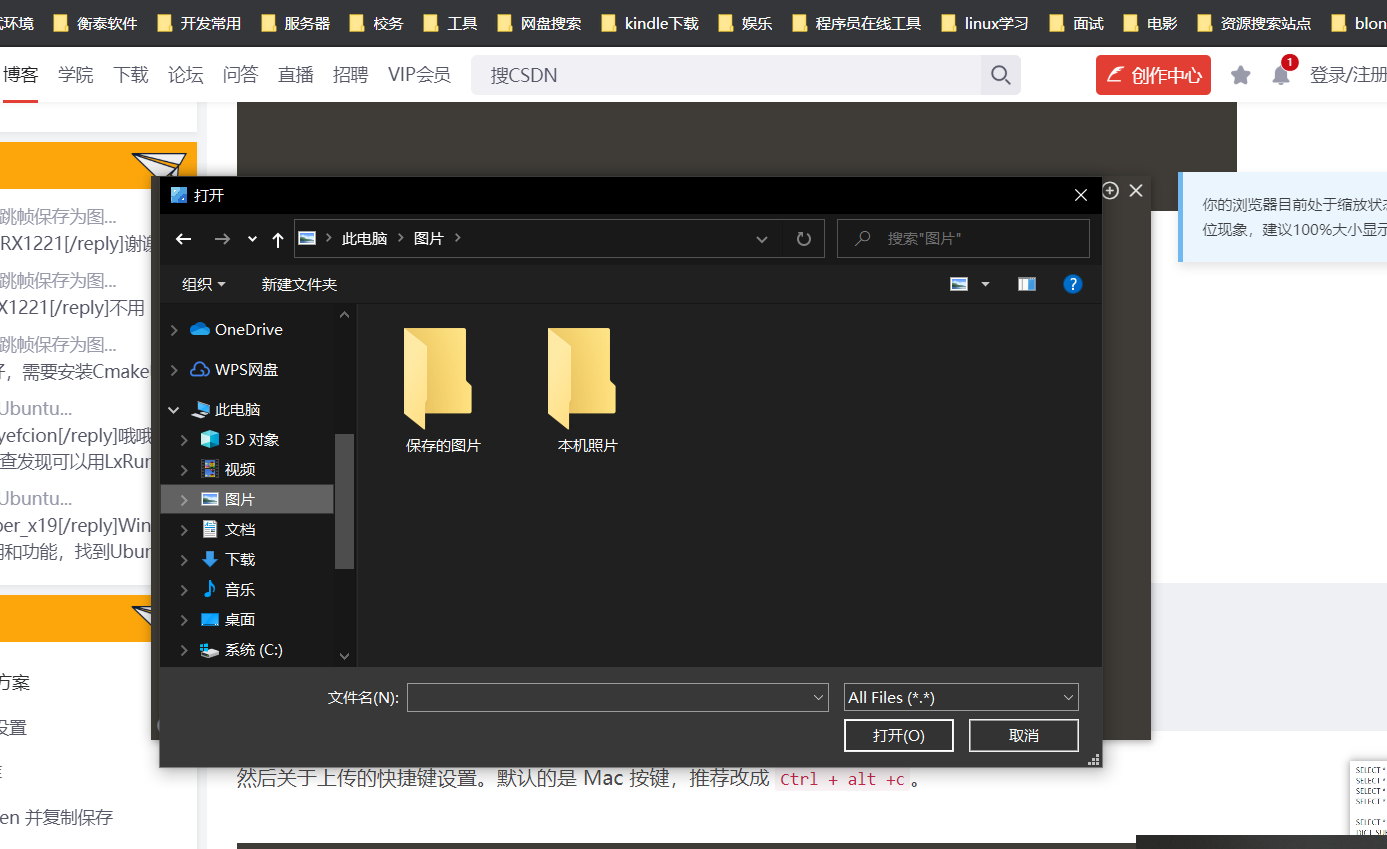 环境
衡泰软件
开发常用
服务器
校务
工具
网盘搜索
kindle下载
娱乐
程序员在线工具
linux学习
面试
电影
资源搜索站点
blon
博客
学院
下载
论坛
问答
直播
招聘
VIP会员
搜CSDN
创作中心
1
登录/注册
跳帧保存为图...
RX1221[/reply]谢谢
跳帧保存为图...
X1221[/reply]不用
跳帧保存为图...
子，需要安装Cmake
Ubuntu...
yefcion[/reply]哦哦
查发现可以用LxRun
Ubuntu...
per_x19[/reply]Win
用和功能，找到Ubun
方案
设置
en 并复制保存
你的浏览器目前处于缩放状态
位现象，建议100%大小显示
打开
此电脑
图片
搜索"图片"
组织
新建文件夹
?
OneDrive
WPS网盘
此电脑
3D 对象
视频
图片
文档
下载
音乐
桌面
系统 (C:)
保存的图片
本机照片
文件名(N):
All Files (*.*)
打开(O)
取消
然后关于上传的快捷键设置。默认的是 Mac 按键，推荐改成 Ctrl + alt +c 。
SELECT *
SELECT *
SELECT *
SELECT *
SELECT *